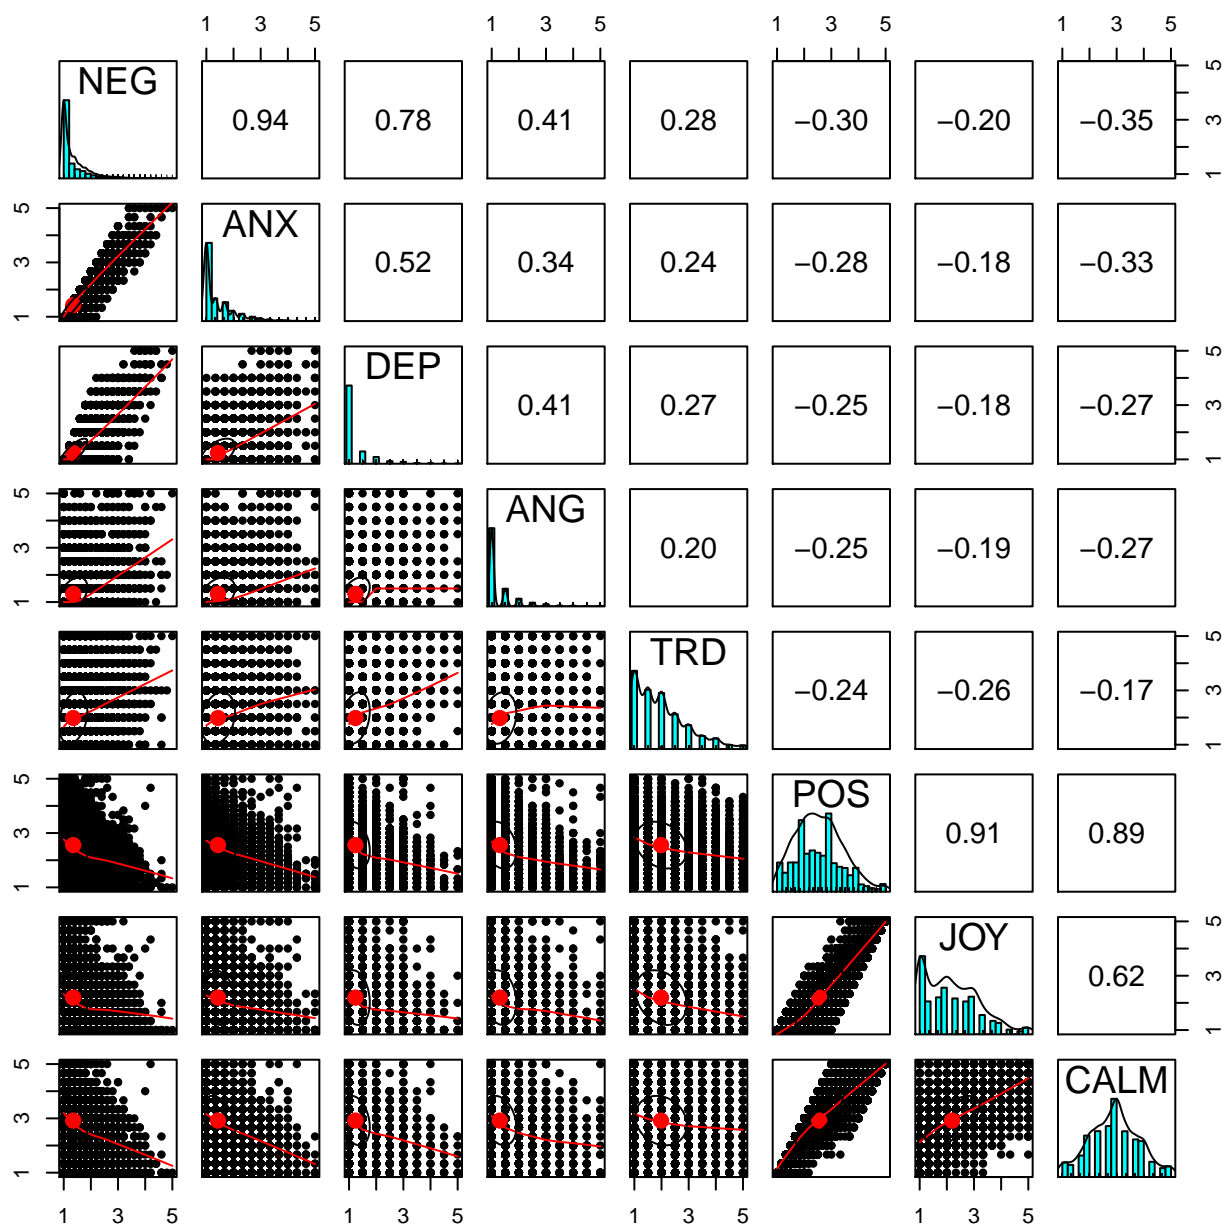 1 3 5 1 3 5 1 3 5 1 3 5
NEG 0.94 0.78 0.41 0.28 −0.30 −0.20 −0.35 1 3 5
1 3 5 ANX 0.52 0.34 0.24 −0.28 −0.18 −0.33
DEP 0.41 0.27 −0.25 −0.18 −0.27 1 3 5
1 3 5 ANG 0.20 −0.25 −0.19 −0.27
TRD −0.24 −0.26 −0.17 1 3 5
1 3 5 POS 0.91 0.89
JOY 0.62 1 3 5
1 3 5 CALM
1 3 5 1 3 5 1 3 5 1 3 5